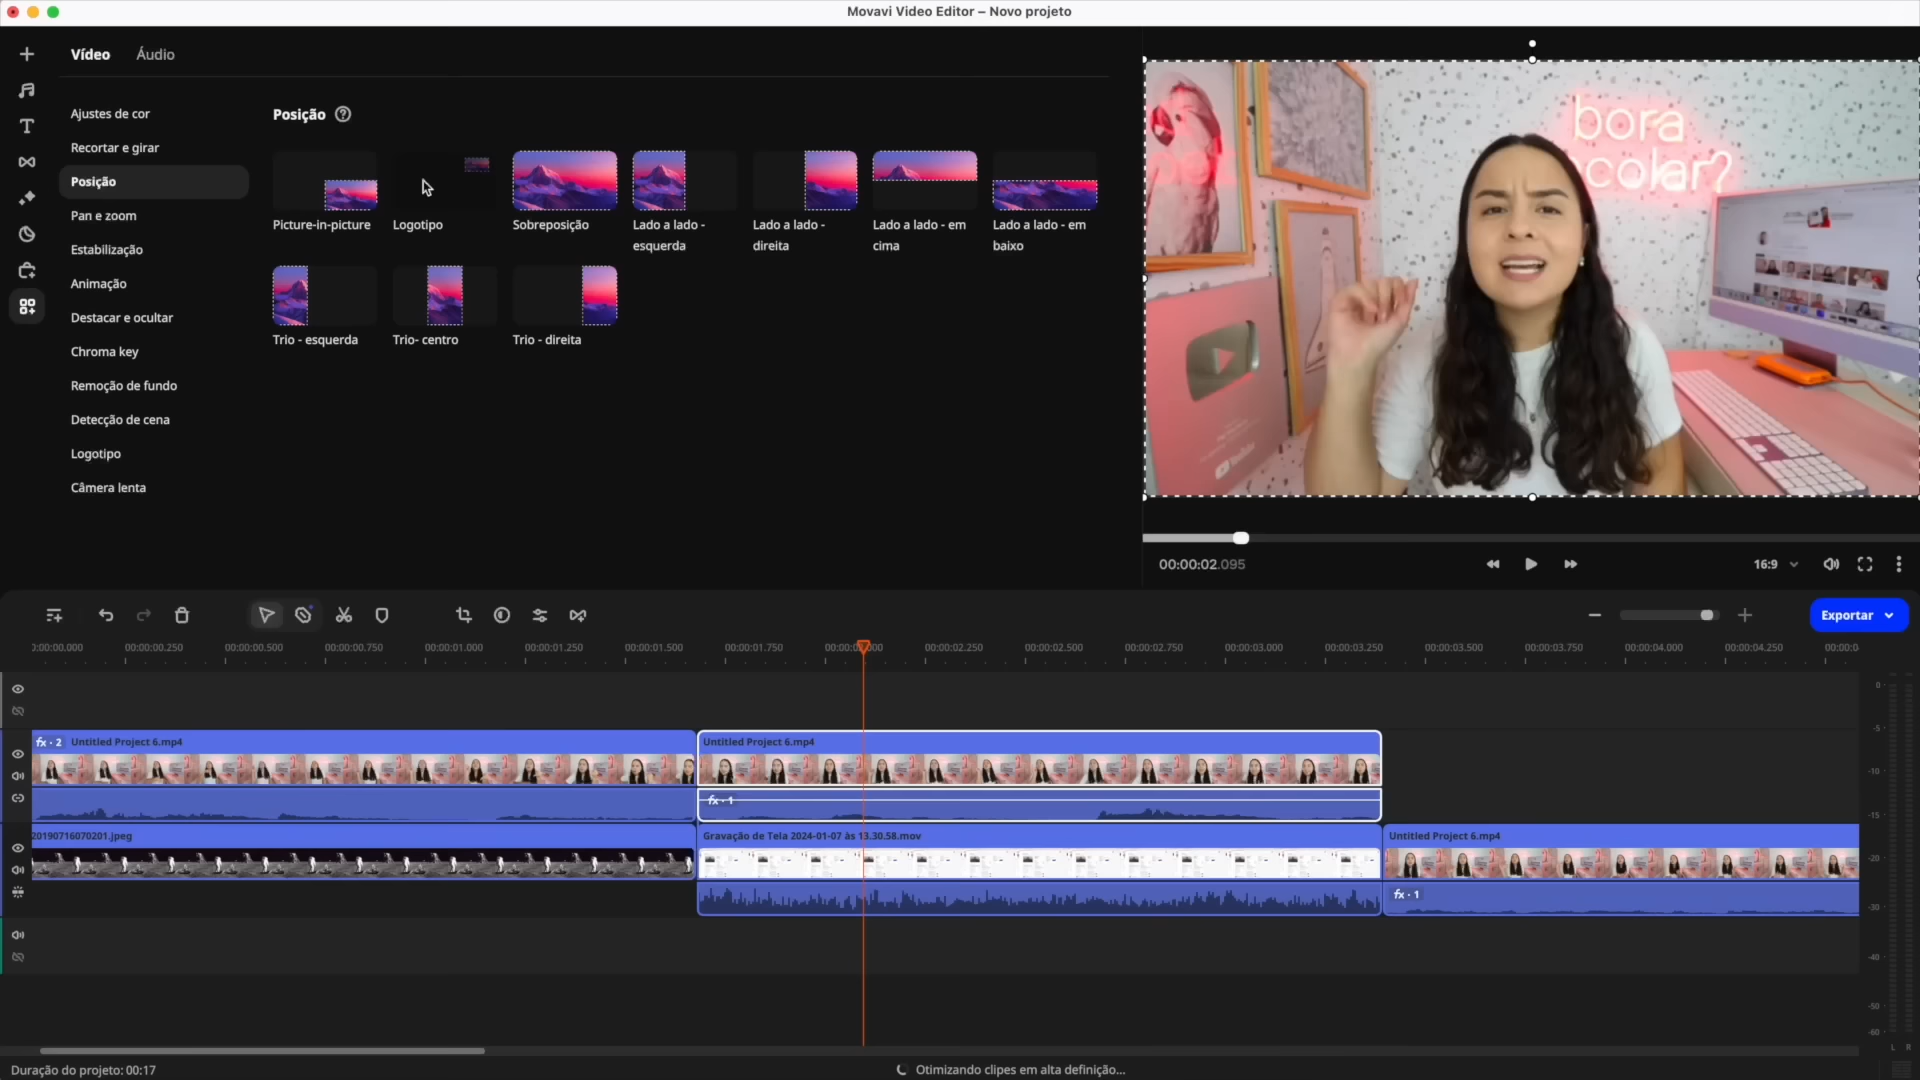 Movavi Video Editor – Novo projeto
Vídeo
Áudio
Ajustes de cor
Recortar e girar
Posição
Pan e zoom
Estabilização
Animação
Destacar e ocultar
Chroma key
Remoção de fundo
Detecção de cena
Logotipo
Câmera lenta
Posição
Picture-in-picture
Logotipo
Sobreposição
Lado a lado -
esquerda
Lado a lado -
direita
Lado a lado - em
cima
Lado a lado - em
baixo
Trio - esquerda
Trio- centro
Trio - direita
bora
colar?
YouTube
00:00:02.095
16:9
Exportar
00:00:00.000
00:00:00.250
00:00:00.500
00:00:00.750
00:00:01.000
00:00:01.250
00:00:01.500
00:00:01.750
00:00:02.250
00:00:02.500
00:00:02.750
00:00:03.000
00:00:03.250
00:00:03.500
00:00:03.750
00:00:04.000
00:00:04.250
00:00:0
fx · 2 Untitled Project 6.mp4
Untitled Project 6.mp4
fx · 1
20190716070201.jpeg
Gravação de Tela 2024-01-07 às 13.30.58.mov
Untitled Project 6.mp4
fx · 1
0
-5
-10
-15
-20
-30
-40
-50
-60
L R
Duração do projeto: 00:17
Otimizando clipes em alta definição...